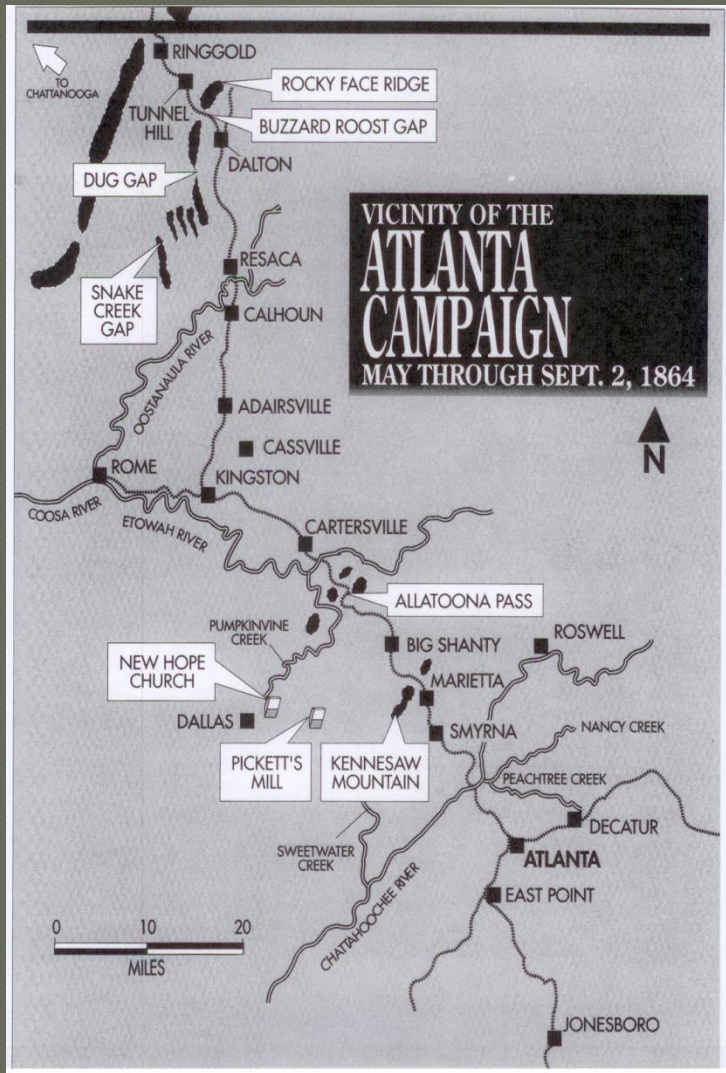 RINGGOLD
TO
CHATTANOOGA
ROCKY FACE RIDGE
TUNNEL
HILL
BUZZARD ROOST GAP
DALTON
DUG GAP
VICINITY OF THE
ATLANTA
CAMPAIGN
MAY THROUGH SEPT. 2, 1864
RESACA
SNAKE
CREEK
GAP
CALHOUN
OOSTANAULA RIVER
ADAIRSVILLE
N
CASSVILLE
ROME
KINGSTON
COOSA RIVER
ETOWAH RIVER
CARTERSVILLE
ALLATOONA PASS
PUMPKINVINE
CREEK
BIG SHANTY
ROSWELL
NEW HOPE
CHURCH
MARIETTA
DALLAS
SMYRNA
NANCY CREEK
PICKETT'S
MILL
KENNESAW
MOUNTAIN
PEACHTREE CREEK
DECATUR
SWEETWATER
CREEK
ATLANTA
CHATTAHOOCHEE RIVER
EAST POINT
0 10 20
MILES
JONESBORO